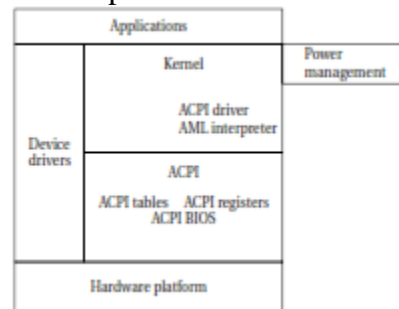 Applications
Kernel
Power
management
ACPI driver
AML interpreter
Device
drivers
ACPI
ACPI tables ACPI registers
ACPI BIOS
Hardware platform